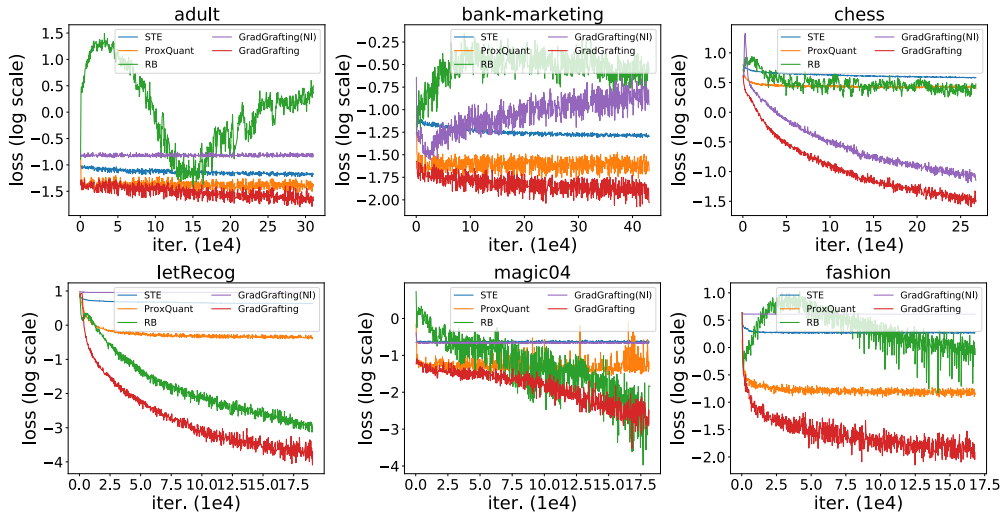 adult
bank-marketing
chess
loss (log scale)
1.5
1.0
0.5
0.0
−0.5
−1.0
−1.5
STE
ProxQuant
RB
GradGrafting(NI)
GradGrafting
0 5 10 15 20 25 30
iter. (1e4)
loss (log scale)
−0.25
−0.50
−0.75
−1.00
−1.25
−1.50
−1.75
−2.00
STE
ProxQuant
RB
GradGrafting(NI)
GradGrafting
0 10 20 30 40
iter. (1e4)
loss (log scale)
1.0
0.5
0.0
−0.5
−1.0
−1.5
STE
ProxQuant
RB
GradGrafting(NI)
GradGrafting
0 5 10 15 20 25
iter. (1e4)
letRecog
magic04
fashion
loss (log scale)
1
0
−1
−2
−3
−4
STE
ProxQuant
RB
GradGrafting(NI)
GradGrafting
0.0 2.5 5.0 7.5 10.0 12.5 15.0 17.5
iter. (1e4)
loss (log scale)
1
0
−1
−2
−3
−4
STE
ProxQuant
RB
GradGrafting(NI)
GradGrafting
0.0 2.5 5.0 7.5 10.0 12.5 15.0 17.5
iter. (1e4)
loss (log scale)
1.0
0.5
0.0
−0.5
−1.0
−1.5
−2.0
STE
ProxQuant
RB
GradGrafting(NI)
GradGrafting
0.0 2.5 5.0 7.5 10.0 12.5 15.0 17.5
iter. (1e4)